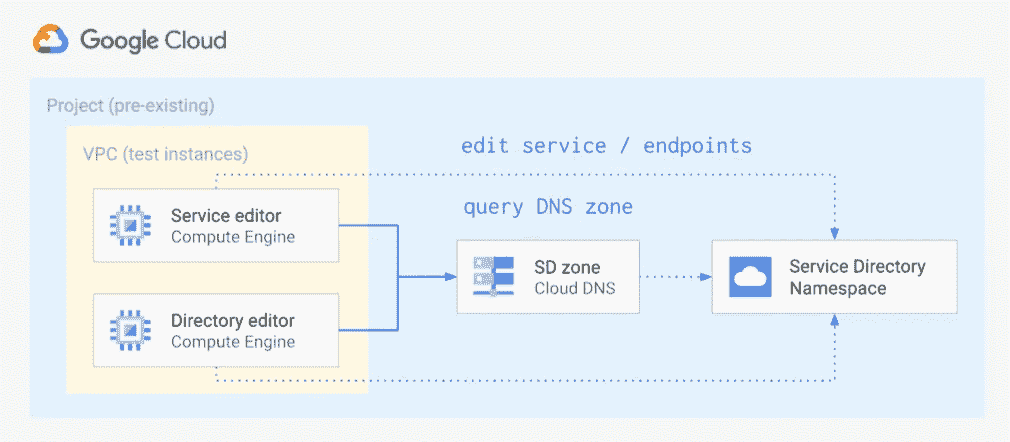 Google Cloud
Project (pre-existing)
VPC (test instances)
edit service / endpoints
query DNS zone
Service editor
Compute Engine
SD zone
Cloud DNS
Service Directory
Namespace
Directory editor
Compute Engine